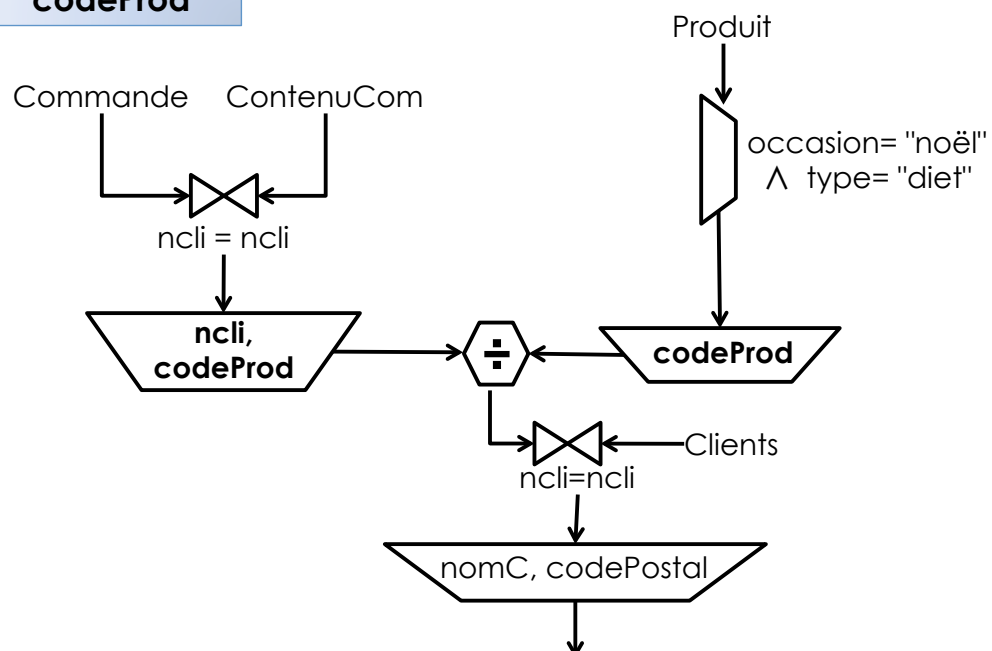 codeProd
Produit
Commande
ContenuCom
occasion= "noël"
∧ type= "diet"
ncli = ncli
ncli,
codeProd
÷
codeProd
Clients
ncli=ncli
nomC, codePostal